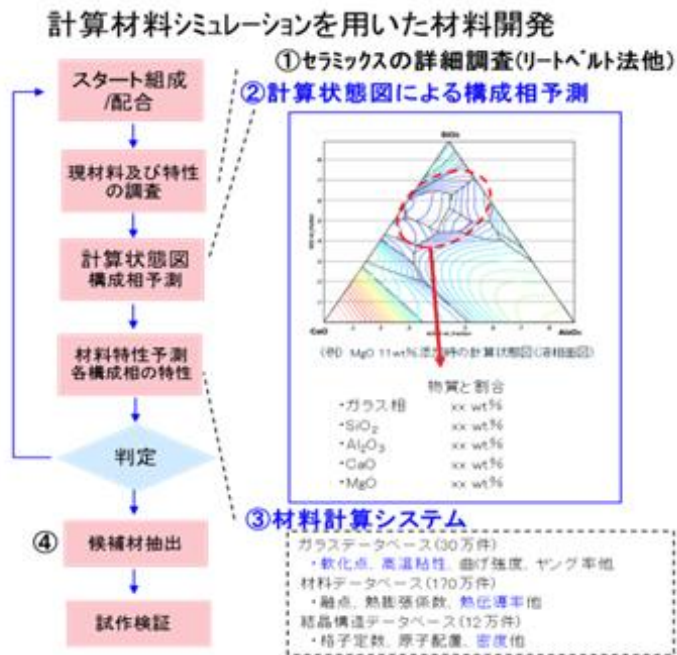 計算材料シミュレーションを用いた材料開発
①セラミックスの詳細調査(リートベルト法他)
②計算状態図による構成相予測
スタート組成
/配合
現材料及び特性
の調査
計算状態図
構成相予測
材料特性予測
各構成相の特性
判定
④
候補材抽出
試作検証
SiO₂
CaO
Al₂O₃
(例) MgO 11wt%添加時の計算状態図(液相面図)
物質と割合
・ガラス相 xx wt%
・SiO₂ xx wt%
・Al₂O₃ xx wt%
・CaO xx wt%
・MgO xx wt%
③材料計算システム
ガラスデータベース(30万件)
・軟化点、高温粘性、曲げ強度、ヤング率他
材料データベース(170万件)
・融点、熱膨張係数、熱伝導率他
結晶構造データベース(12万件)
・格子定数、原子配置、密度他